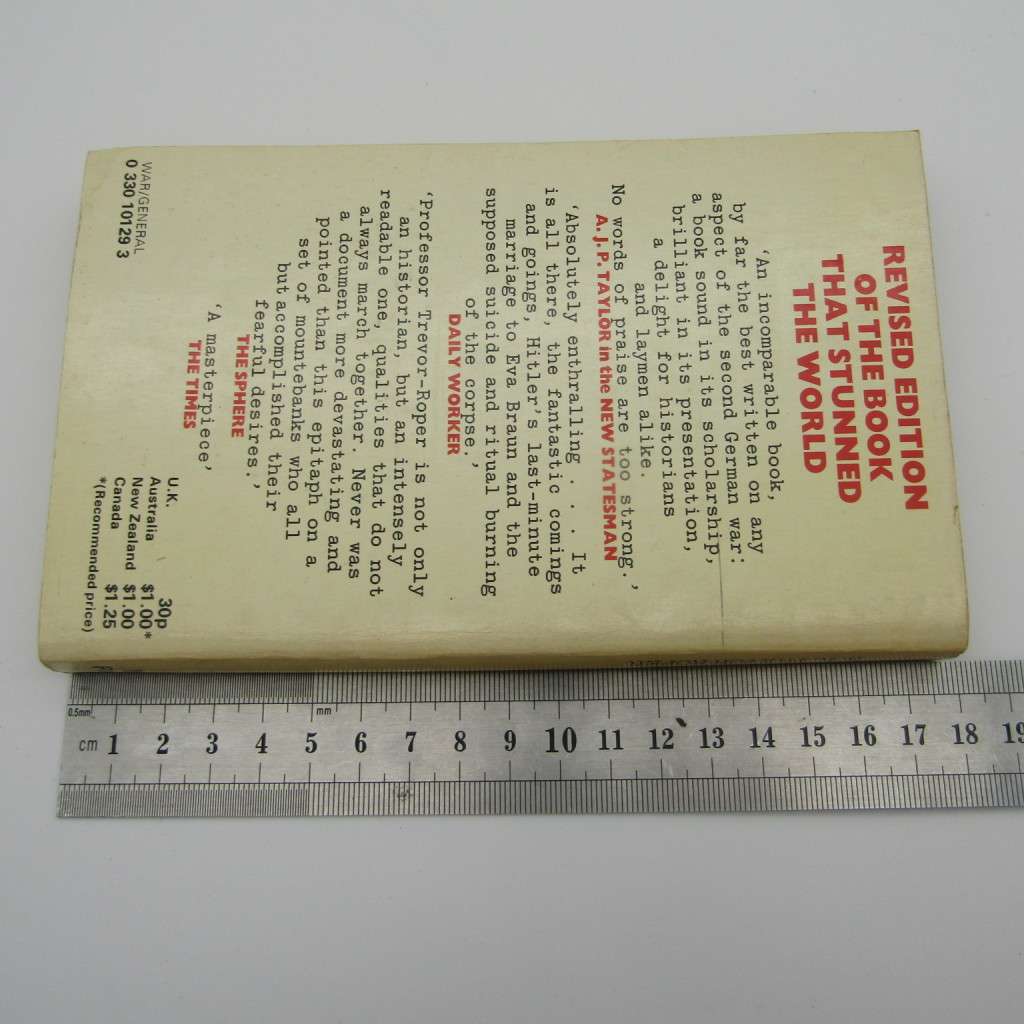 REVISED EDITION
OF THE BOOK
THAT STUNNED
THE WORLD
‘An incomparable book,
by far the best written on any
aspect of the second German war:
a book sound in its scholarship,
brilliant in its presentation,
a delight for historians
and laymen alike.
No words of praise are too strong.’
A. J. P. TAYLOR in the NEW STATESMAN
‘Absolutely enthralling . . . It
is all there, the fantastic comings
and goings, Hitler's last-minute
marriage to Eva Braun and the
supposed suicide and ritual burning
of the corpse.’
DAILY WORKER
‘Professor Trevor-Roper is not only
an historian, but an intensely
readable one, qualities that do not
always march together. Never was
a document more devastating and
pointed than this epitaph on a
set of mountebanks who all
but accomplished their
fearful desires.’
THE SPHERE
‘A masterpiece’
THE TIMES
U.K. 30p
Australia $1.00*
New Zealand $1.00
Canada $1.25
*(Recommended price)
WAR/GENERAL
0 330 10129 3
0.5mm mm
cm 1 2 3 4 5 6 7 8 9 10 11 12 13 14 15 16 17 18 19